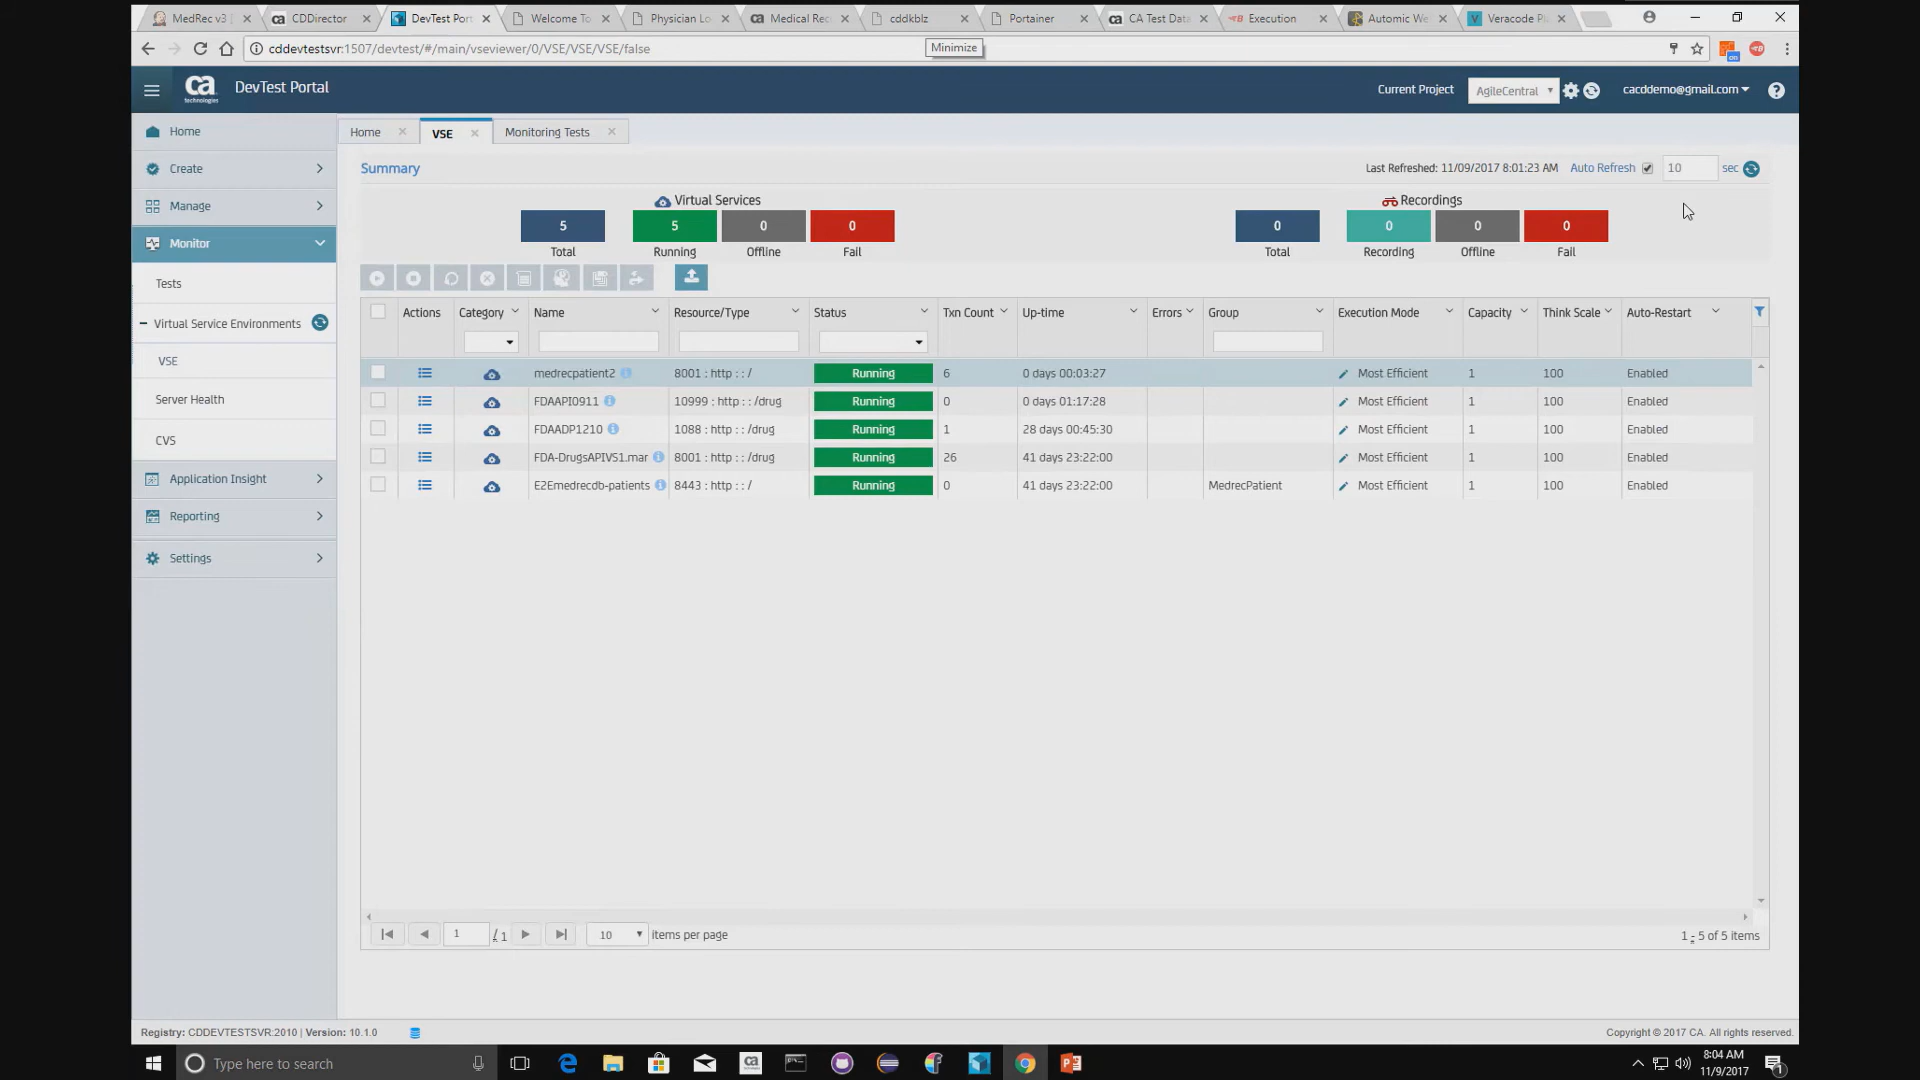 MedRec v3
CDDirector
DevTest Por
Welcome To
Physician Lo
Medical Rec
cddkblz
Portainer
CA Test Data
Execution
Automic We
Veracode Pl
cddevtestsvr:1507/devtest/#/main/vseviewer/0/VSE/VSE/VSE/false
Minimize
ca technologies
DevTest Portal
Current Project
AgileCentral
cacddemo@gmail.com
Home
Create
Manage
Monitor
Tests
Virtual Service Environments
VSE
Server Health
CVS
Application Insight
Reporting
Settings
Home
VSE
Monitoring Tests
Summary
Last Refreshed: 11/09/2017 8:01:23 AM Auto Refresh 10 sec
Virtual Services
5 5 0 0
Total Running Offline Fail
Recordings
0 0 0 0
Total Recording Offline Fail
Actions Category Name Resource/Type Status Txn Count Up-time Errors Group Execution Mode Capacity Think Scale Auto-Restart
medrecpatient2 8001 : http : : / Running 6 0 days 00:03:27 Most Efficient 1 100 Enabled
FDAAPI0911 10999 : http : : /drug Running 0 0 days 01:17:28 Most Efficient 1 100 Enabled
FDAADP1210 1088 : http : : /drug Running 1 28 days 00:45:30 Most Efficient 1 100 Enabled
FDA-DrugsAPIVS1.mar 8001 : http : : /drug Running 26 41 days 23:22:00 Most Efficient 1 100 Enabled
E2Emedrecdb-patients 8443 : http : : / Running 0 41 days 23:22:00 MedrecPatient Most Efficient 1 100 Enabled
1 / 1 10 items per page
1 - 5 of 5 items
Registry: CDDEVTESTSVR:2010 | Version: 10.1.0
Copyright © 2017 CA. All rights reserved.
Type here to search
8:04 AM
11/9/2017